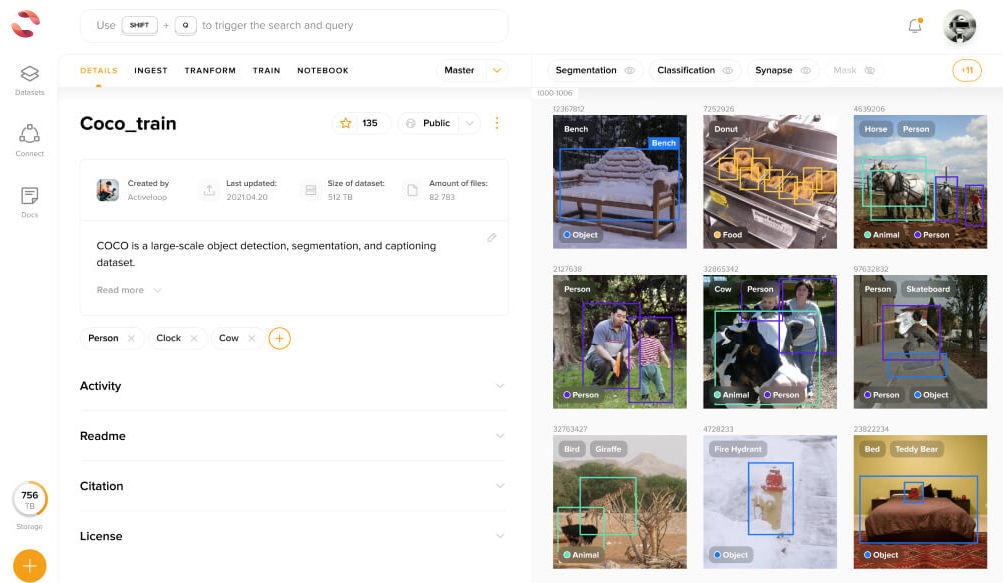 Use SHIFT + Q to trigger the search and query
Datasets
Connect
Docs
756
TB
Storage
DETAILS INGEST TRANFORM TRAIN NOTEBOOK
Master
Coco_train
135
Public
Created by
Activeloop
Last updated:
2021.04.20
Size of dataset:
512 TB
Amount of files:
82 783
COCO is a large-scale object detection, segmentation, and captioning
dataset.
Read more
Person
Clock
Cow
Activity
Readme
Citation
License
Segmentation
Classification
Synapse
Mask
+11
1000-1006
12367812
Bench
Bench
Object
7252926
Donut
Food
4639206
Horse Person
Animal Person
2127638
Person
Person
32865342
Cow Person
Animal Person
97632832
Person Skateboard
Person Object
32763427
Bird Giraffe
Animal
4728233
Fire Hydrant
Object
23822234
Bed Teddy Bear
Object